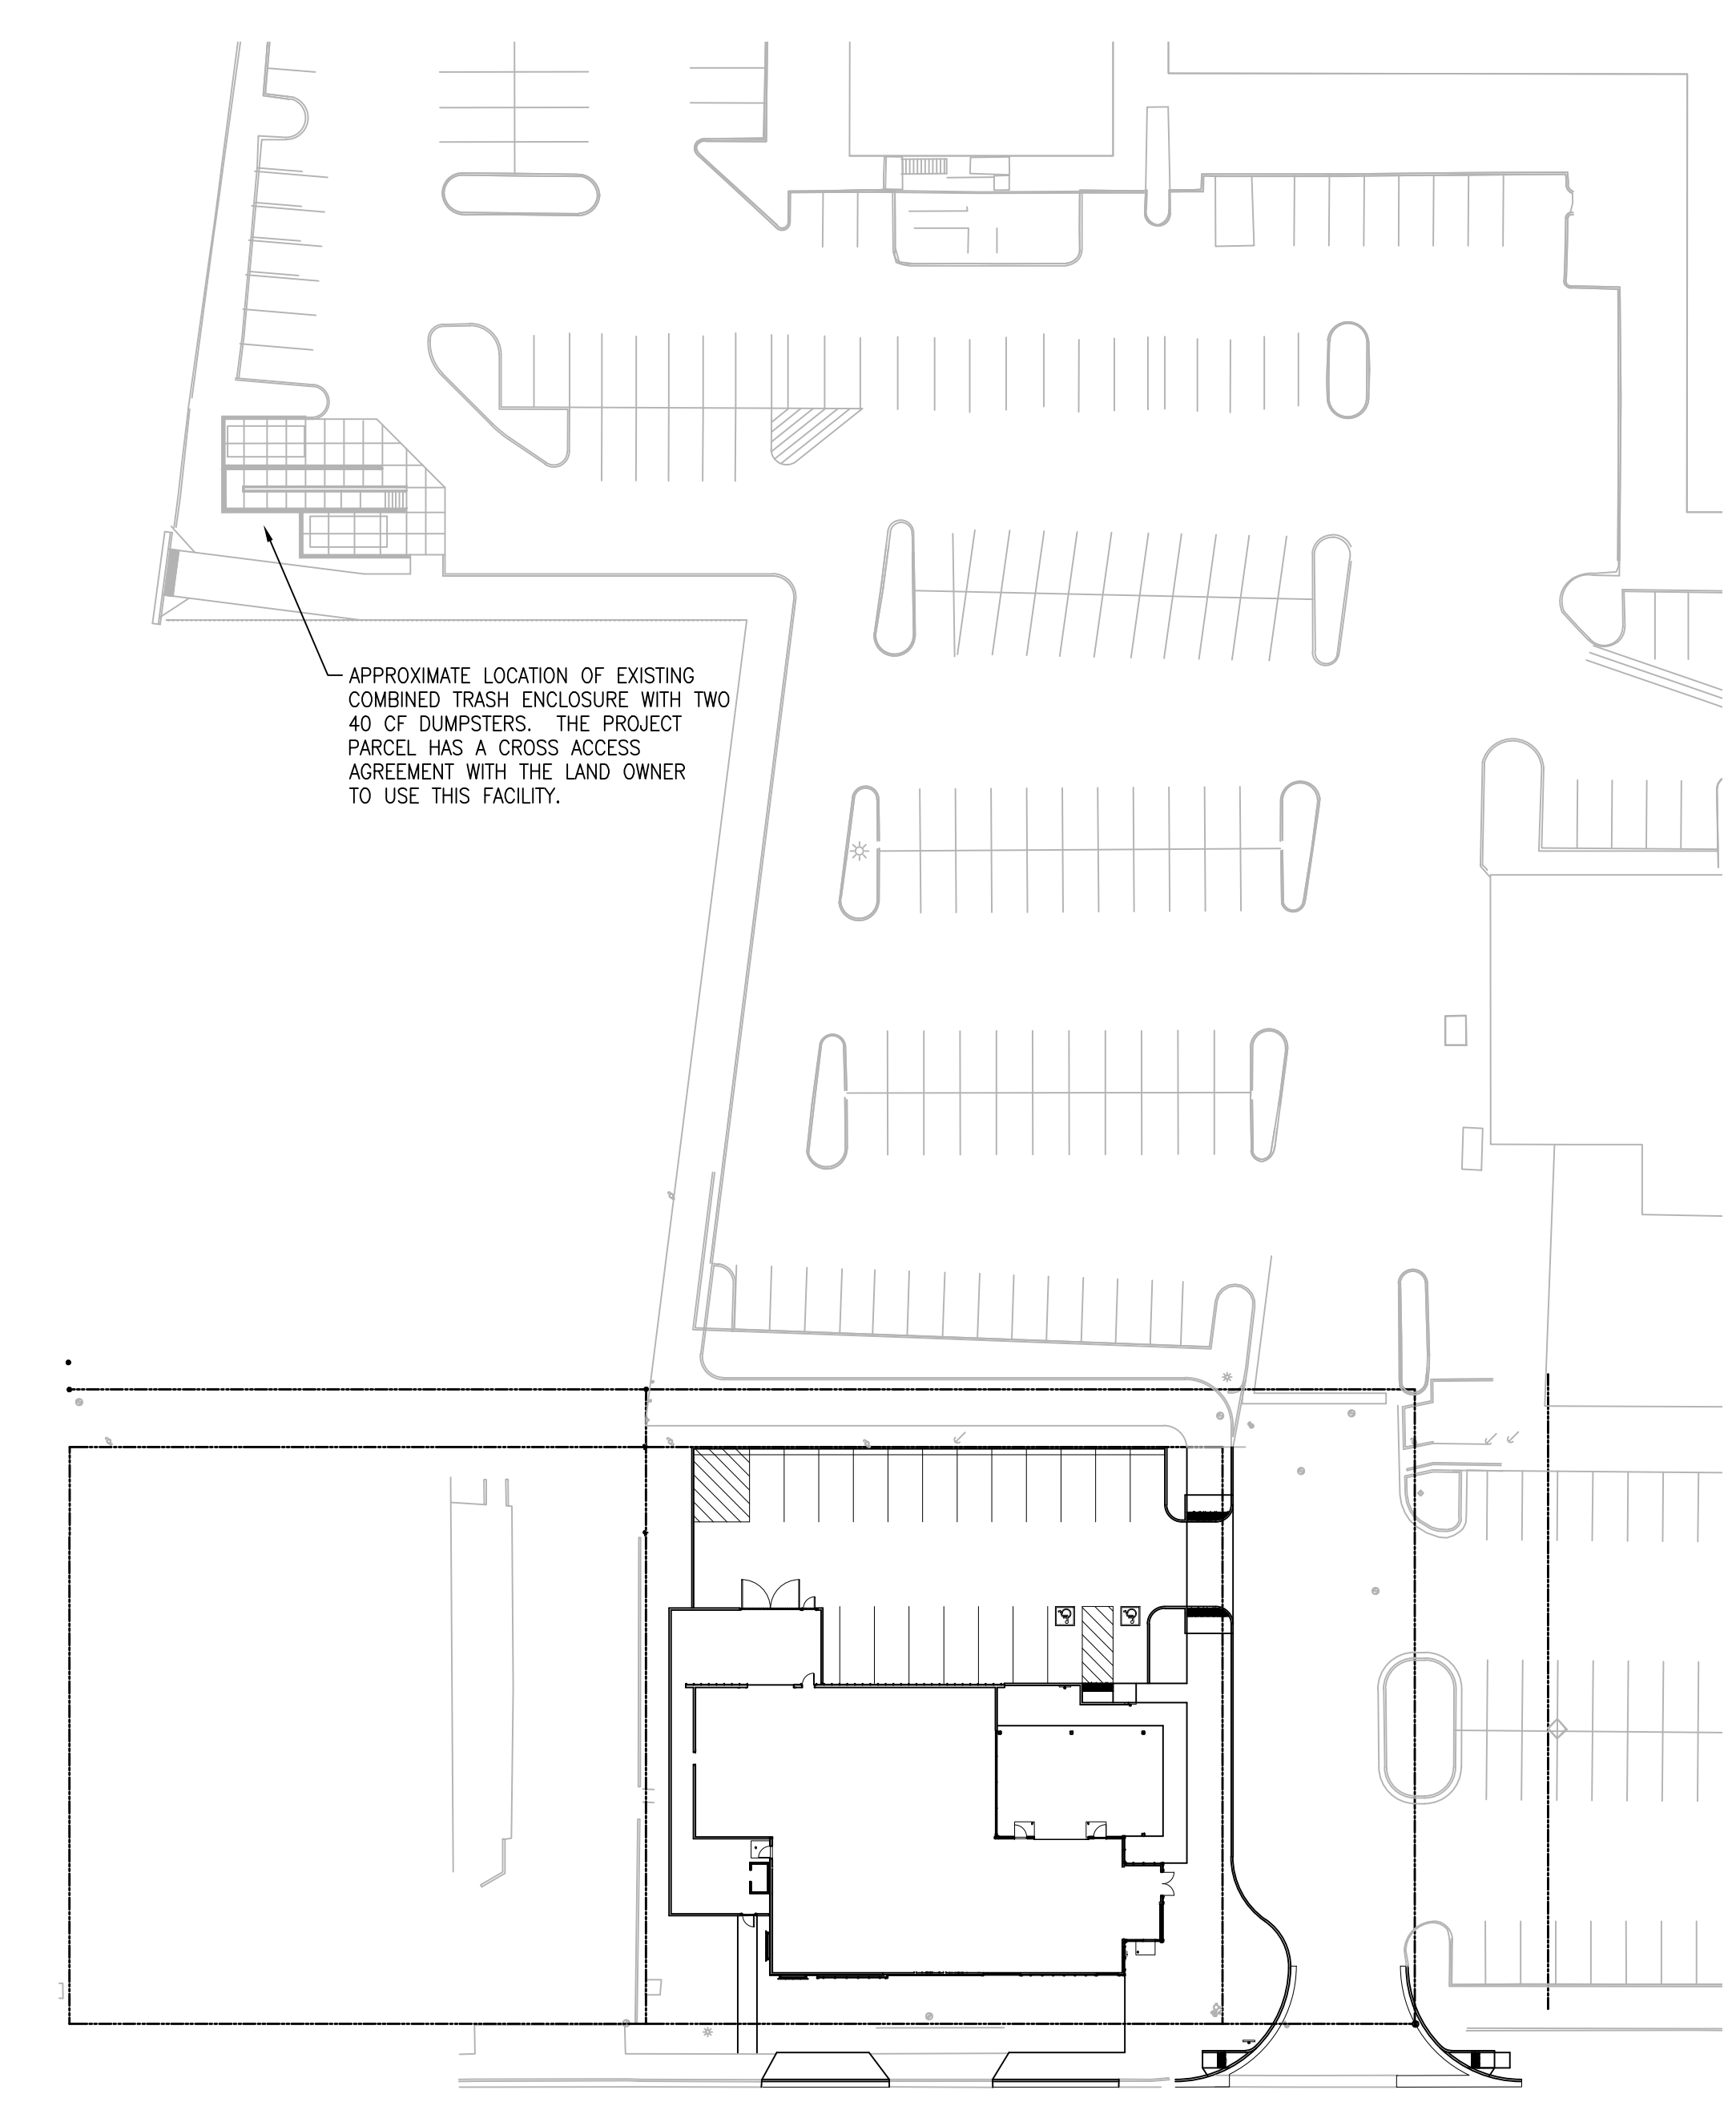 APPROXIMATE LOCATION OF EXISTING
COMBINED TRASH ENCLOSURE WITH TWO
40 CF DUMPSTERS. THE PROJECT
PARCEL HAS A CROSS ACCESS
AGREEMENT WITH THE LAND OWNER
TO USE THIS FACILITY.